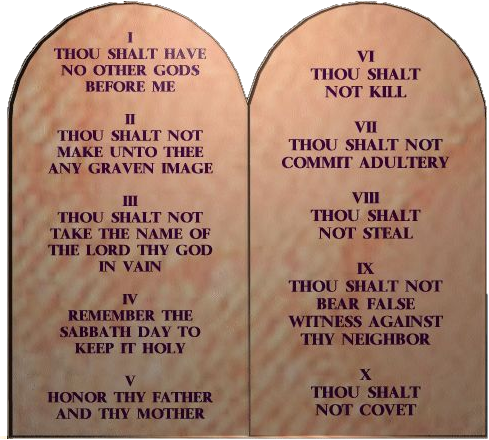 I
THOU SHALT HAVE
NO OTHER GODS
BEFORE ME
II
THOU SHALT NOT
MAKE UNTO THEE
ANY GRAVEN IMAGE
III
THOU SHALT NOT
TAKE THE NAME OF
THE LORD THY GOD
IN VAIN
IV
REMEMBER THE
SABBATH DAY TO
KEEP IT HOLY
V
HONOR THY FATHER
AND THY MOTHER
VI
THOU SHALT
NOT KILL
VII
THOU SHALT NOT
COMMIT ADULTERY
VIII
THOU SHALT
NOT STEAL
IX
THOU SHALT NOT
BEAR FALSE
WITNESS AGAINST
THY NEIGHBOR
X
THOU SHALT
NOT COVET